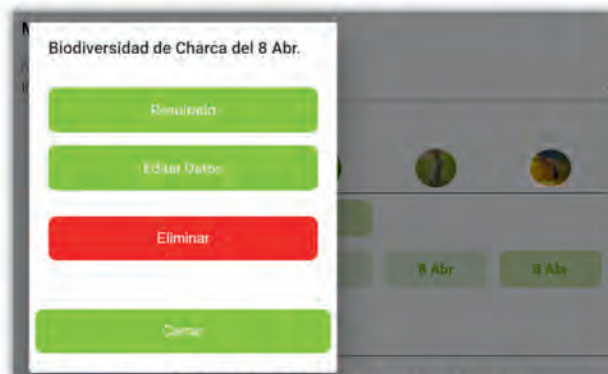 Biodiversidad de Charca del 8 Abr.
Resultado
Editar Datos
Eliminar
Cerrar
8 Abr
8 Abr